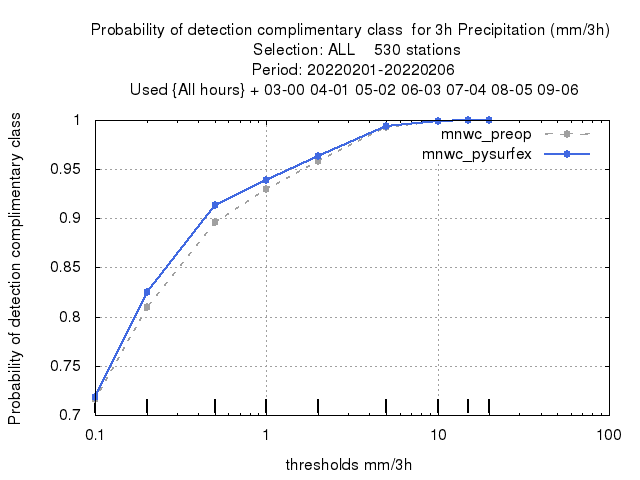 Probability of detection complimentary class  for 3h Precipitation (mm/3h)
Selection: ALL    530 stations
Period: 20220201-20220206
Used {All hours} + 03-00 04-01 05-02 06-03 07-04 08-05 09-06
Probability of detection complimentary class
1
0.95
0.9
0.85
0.8
0.75
0.7
mnwc_preop
mnwc_pysurfex
0.1
1
10
100
thresholds mm/3h